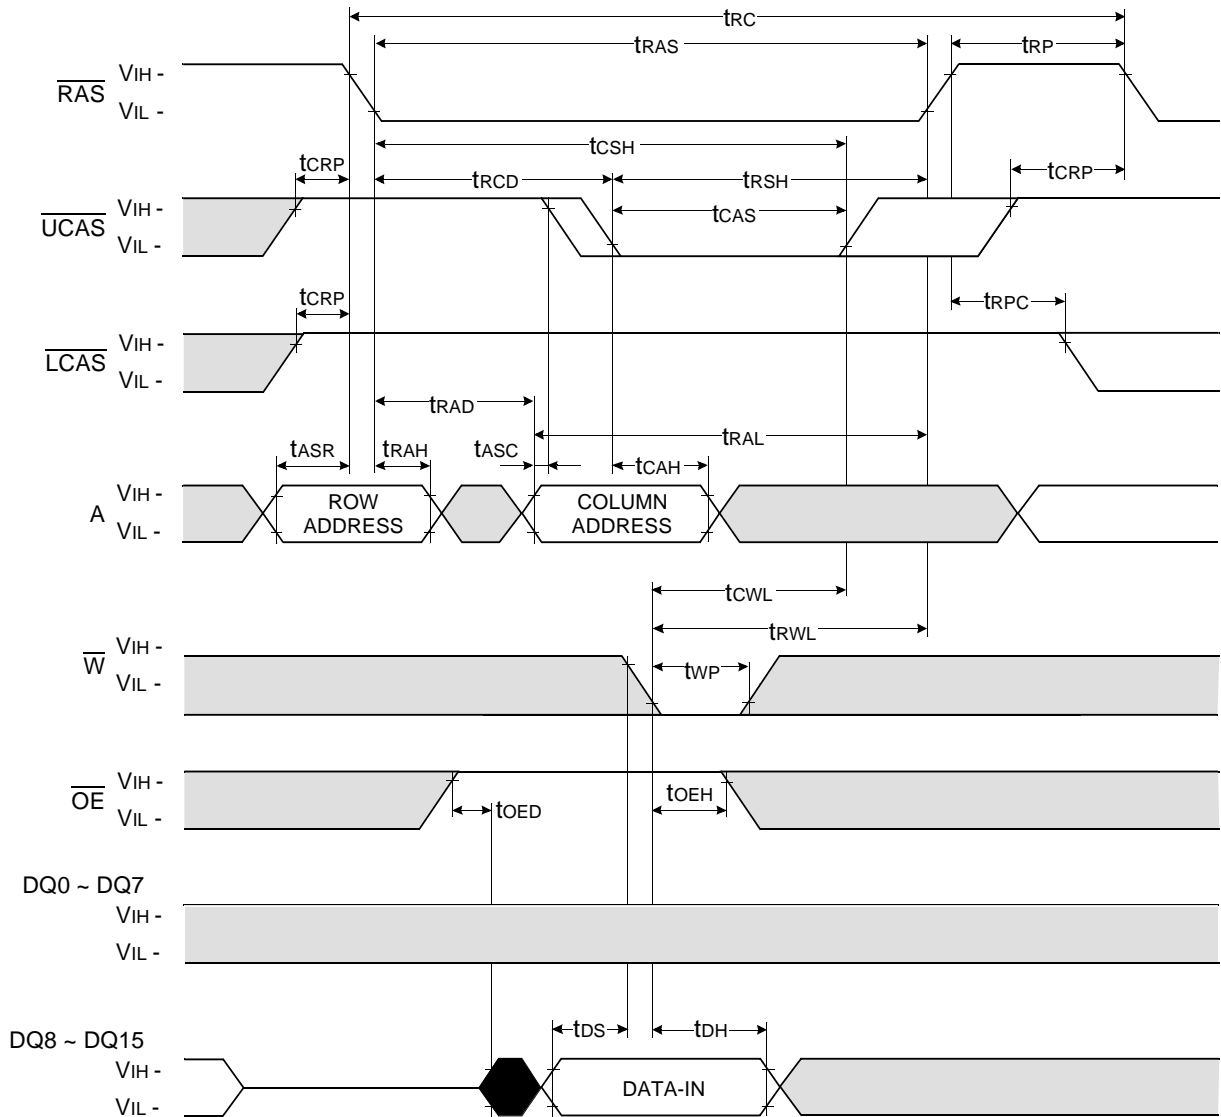 tRC
tRAS
tRP
RAS
VIH -
VIL -
tCSH
tCRP
tRCD
tRSH
tCRP
UCAS
VIH -
VIL -
tCAS
tCRP
tRPC
LCAS
VIH -
VIL -
tRAD
tRAL
tASR
tRAH
tASC
tCAH
A
VIH -
VIL -
ROW
ADDRESS
COLUMN
ADDRESS
tCWL
tRWL
W
VIH -
VIL -
tWP
OE
VIH -
VIL -
tOED
tOEH
DQ0 ~ DQ7
VIH -
VIL -
DQ8 ~ DQ15
VIH -
VIL -
tDS
tDH
DATA-IN